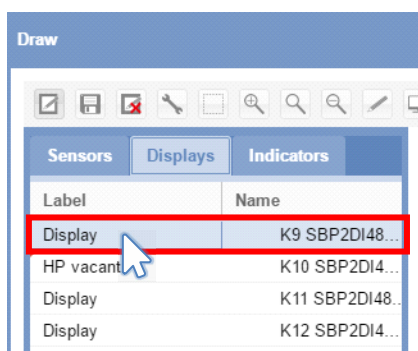 Draw
Sensors Displays Indicators
Label Name
Display K9 SBP2DI48...
HP vacant K10 SBP2DI4...
Display K11 SBP2DI48..
Display K12 SBP2DI4...